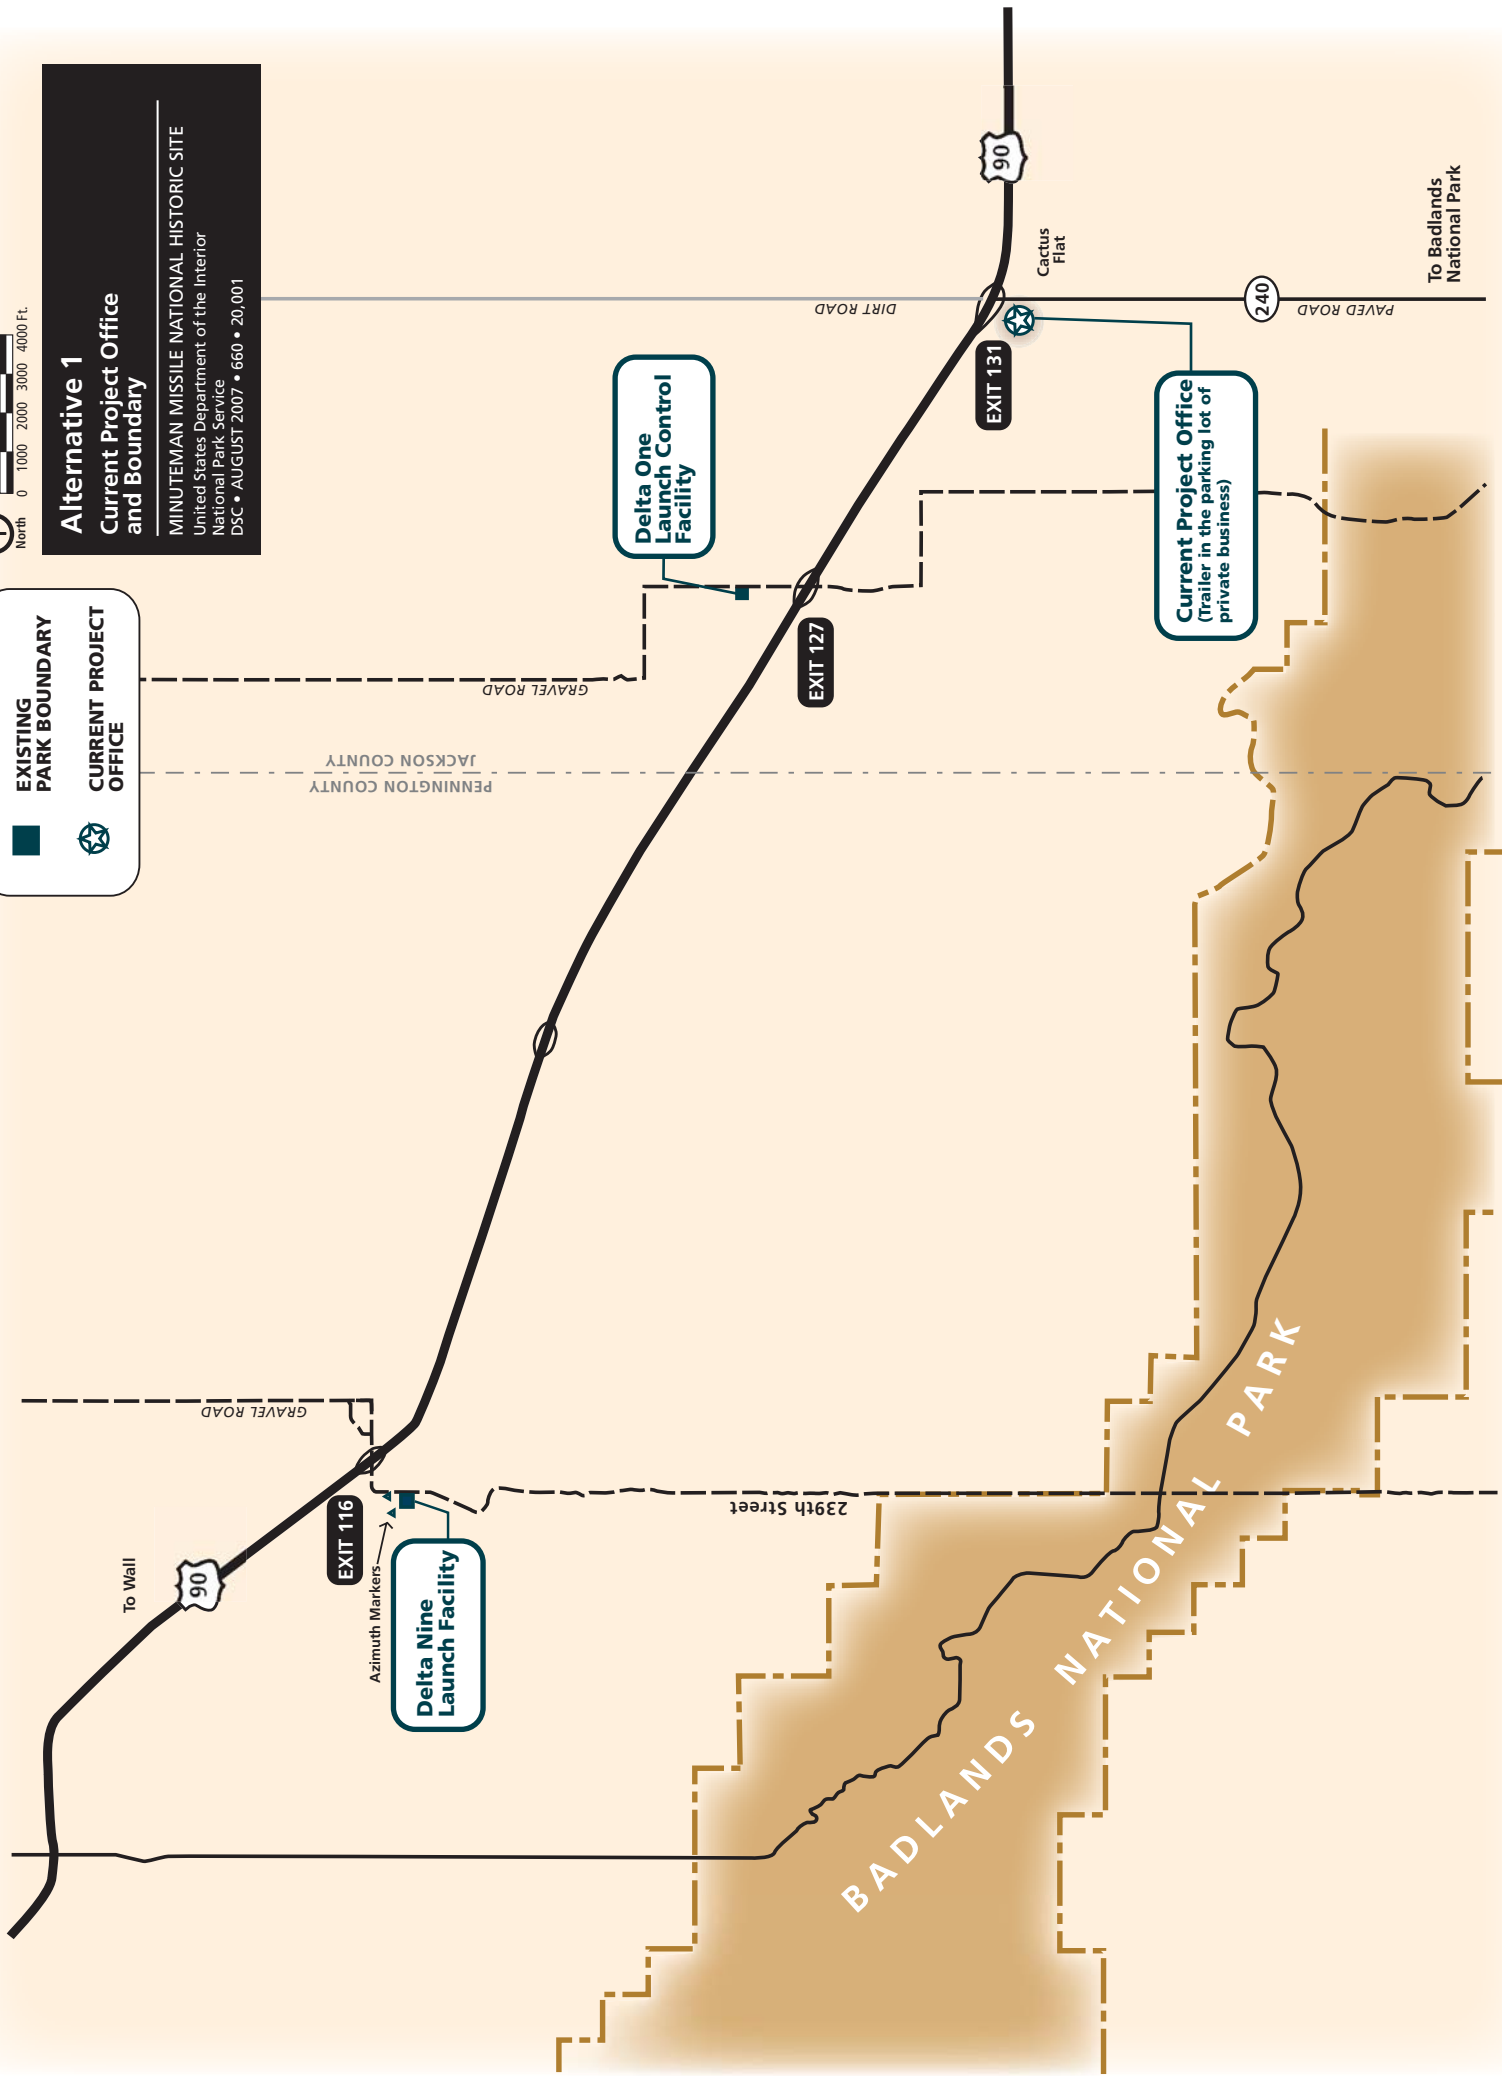 0 1000 2000 3000 4000 Ft.
North
Alternative 1
Current Project Office
and Boundary
MINUTEMAN MISSILE NATIONAL HISTORIC SITE
United States Department of the Interior
National Park Service
DSC • AUGUST 2007 • 660 • 20,001
EXISTING
PARK BOUNDARY
CURRENT PROJECT
OFFICE
To Wall
90
EXIT 116
Azimuth Markers
Delta Nine
Launch Facility
GRAVEL ROAD
239th Street
PENNINGTON COUNTY
JACKSON COUNTY
GRAVEL ROAD
Delta One
Launch Control
Facility
EXIT 127
DIRT ROAD
EXIT 131
90
Cactus
Flat
Current Project Office
(Trailer in the parking lot of
private business)
240
PAVED ROAD
To Badlands
National Park
BADLANDS NATIONAL PARK